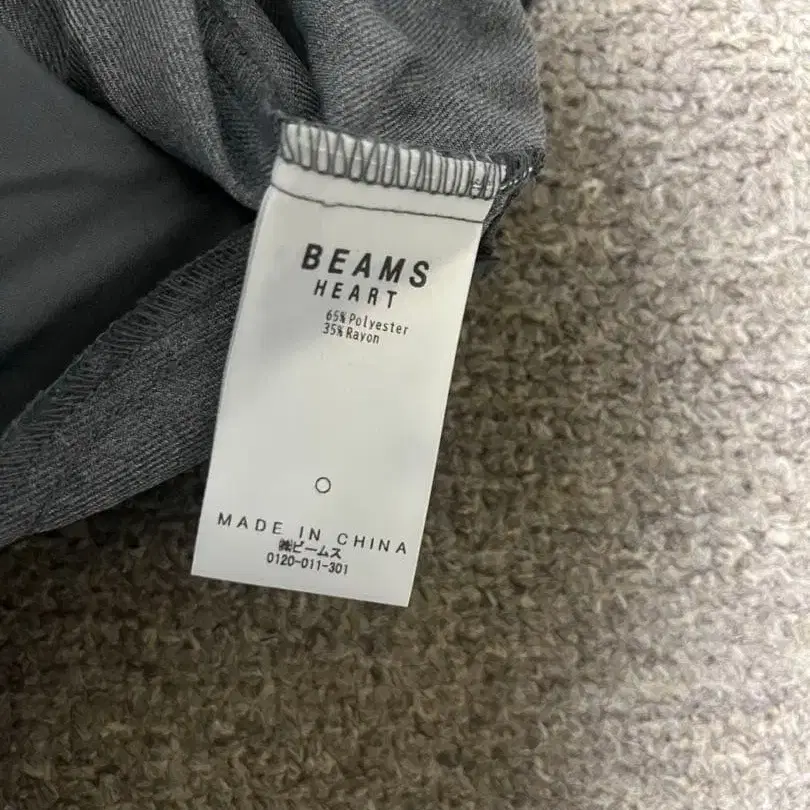 BEAMS
HEART
65% Polyester
35% Rayon
MADE IN CHINA
㈱ビームス
0120-011-301